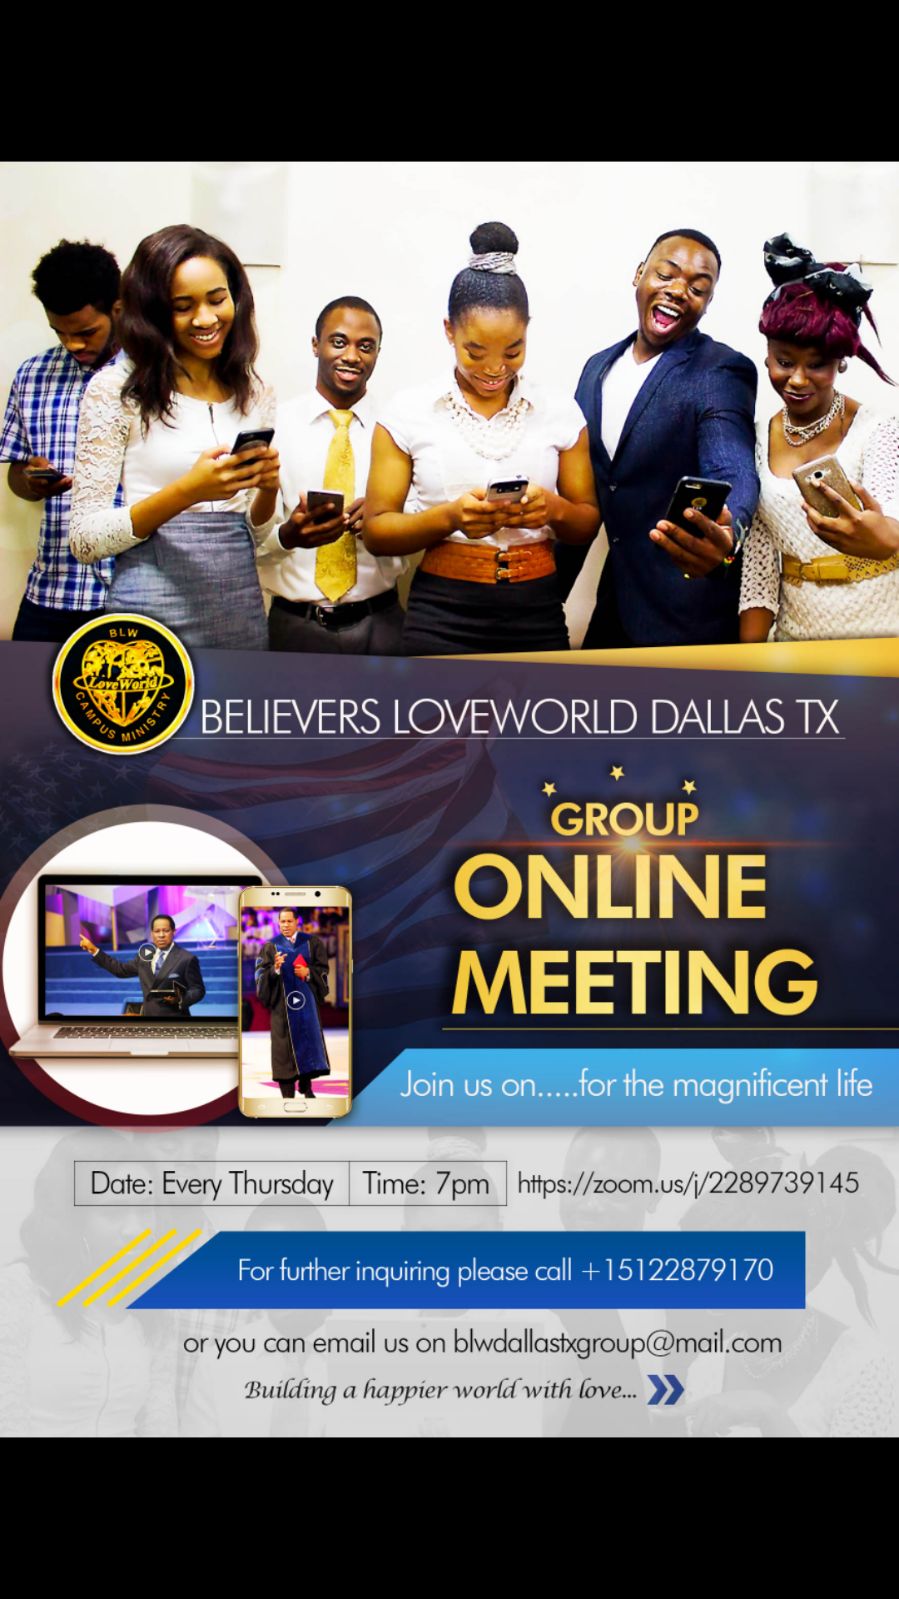 BLW
LoveWorld
CAMPUS MINISTRY
BELIEVERS LOVEWORLD DALLAS TX
GROUP
ONLINE
MEETING
Join us on.....for the magnificent life
Date: Every Thursday Time: 7pm https://zoom.us/j/2289739145
For further inquiring please call +15122879170
or you can email us on blwdallastxgroup@mail.com
Building a happier world with love...